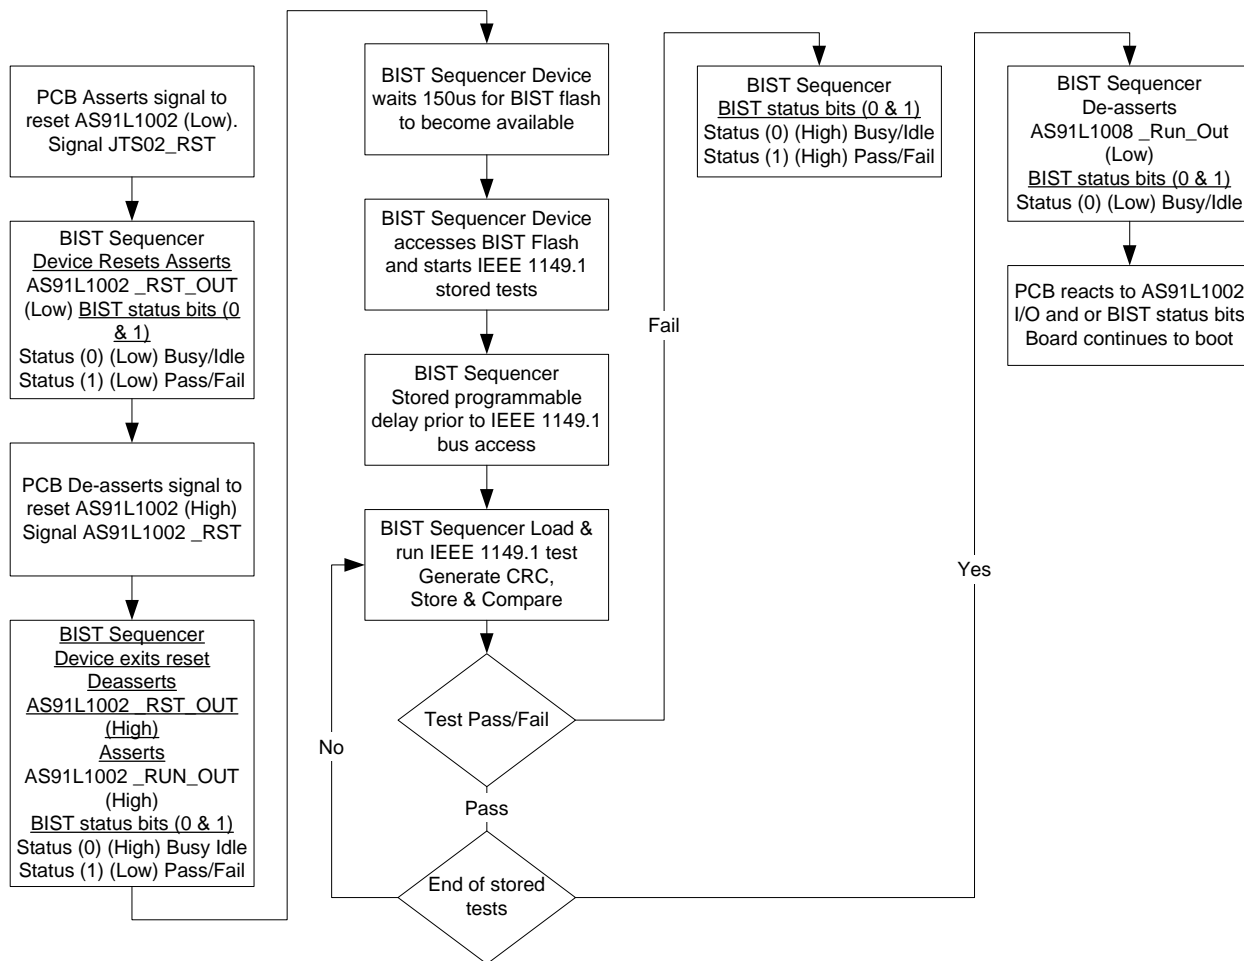 PCB Asserts signal to
reset AS91L1002 (Low).
Signal JTS02_RST
BIST Sequencer
Device Resets Asserts
AS91L1002 _RST_OUT
(Low) BIST status bits (0
& 1)
Status (0) (Low) Busy/Idle
Status (1) (Low) Pass/Fail
PCB De-asserts signal to
reset AS91L1002 (High)
Signal AS91L1002 _RST
BIST Sequencer
Device exits reset
Deasserts
AS91L1002 _RST_OUT
(High)
Asserts
AS91L1002 _RUN_OUT
(High)
BIST status bits (0 & 1)
Status (0) (High) Busy Idle
Status (1) (Low) Pass/Fail
BIST Sequencer Device
waits 150us for BIST flash
to become available
BIST Sequencer Device
accesses BIST Flash
and starts IEEE 1149.1
stored tests
BIST Sequencer
Stored programmable
delay prior to IEEE 1149.1
bus access
BIST Sequencer Load &
run IEEE 1149.1 test
Generate CRC,
Store & Compare
Test Pass/Fail
No
Pass
End of stored
tests
Fail
BIST Sequencer
BIST status bits (0 & 1)
Status (0) (High) Busy/Idle
Status (1) (High) Pass/Fail
Yes
BIST Sequencer
De-asserts
AS91L1008 _Run_Out
(Low)
BIST status bits (0 & 1)
Status (0) (Low) Busy/Idle
PCB reacts to AS91L1002
I/O and or BIST status bits
Board continues to boot